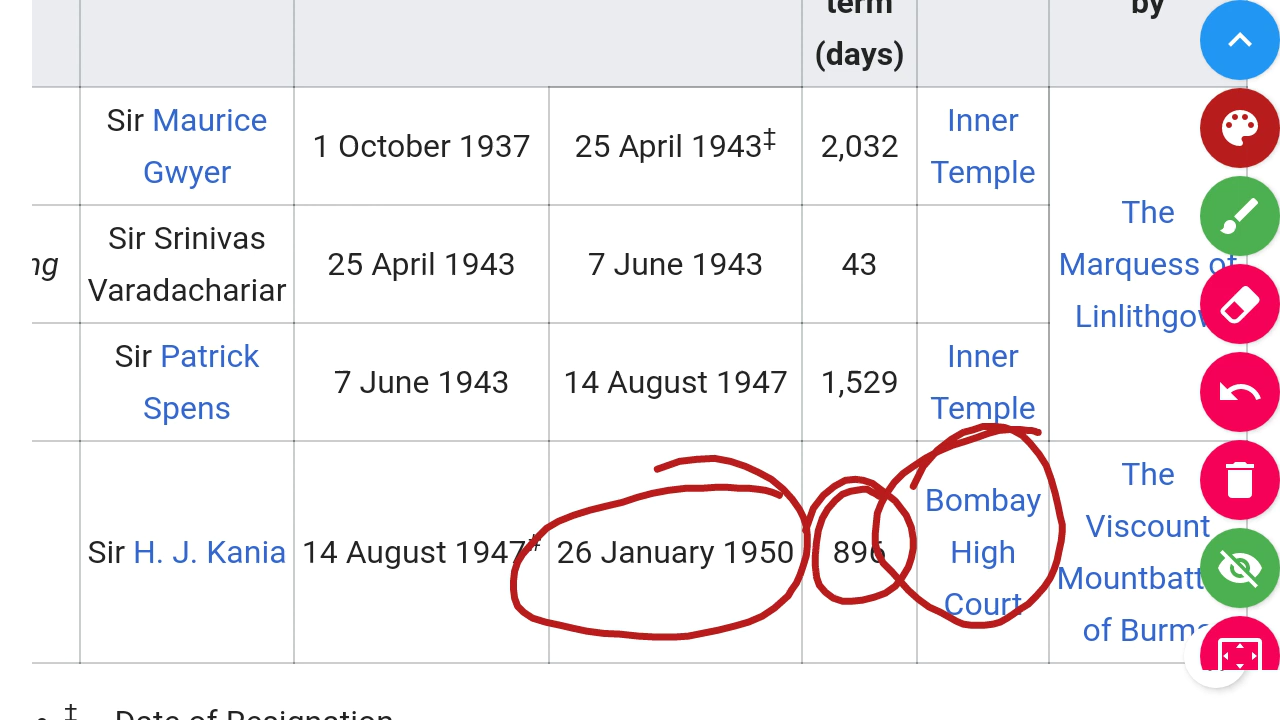 term
by
(days)
Sir Maurice
Gwyer
1 October 1937
25 April 1943‡
2,032
Inner
Temple
The
Marquess of
Linlithgow
ng
Sir Srinivas
Varadachariar
25 April 1943
7 June 1943
43
Sir Patrick
Spens
7 June 1943
14 August 1947
1,529
Inner
Temple
Sir H. J. Kania
14 August 1947‡
26 January 1950
896
Bombay
High
Court
The
Viscount
Mountbatt
of Burma
• ‡ – Date of Resignation